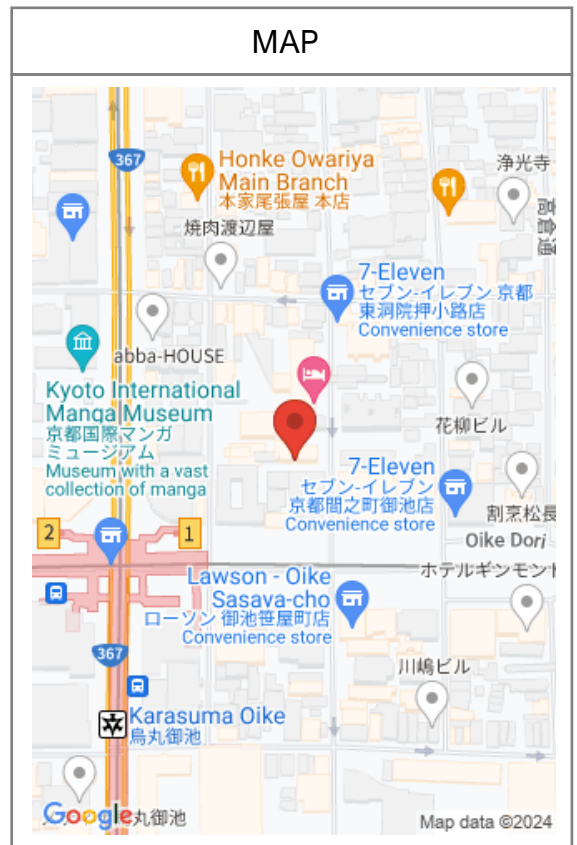 MAP
367
Honke Owariya
Main Branch
本家尾張屋 本店
浄光寺
高倉通
焼肉渡辺屋
7-Eleven
セブン-イレブン 京都
東洞院押小路店
Convenience store
abba-HOUSE
Kyoto International
Manga Museum
京都国際マンガ
ミュージアム
Museum with a vast
collection of manga
花柳ビル
7-Eleven
セブン-イレブン
京都間之町御池店
Convenience store
割烹松長
2
1
Oike Dori
ホテルギンモンド
Lawson - Oike
Sasaya-cho
ローソン 御池笹屋町店
Convenience store
367
川嶋ビル
Karasuma Oike
烏丸御池
Google
丸御池
Map data ©2024